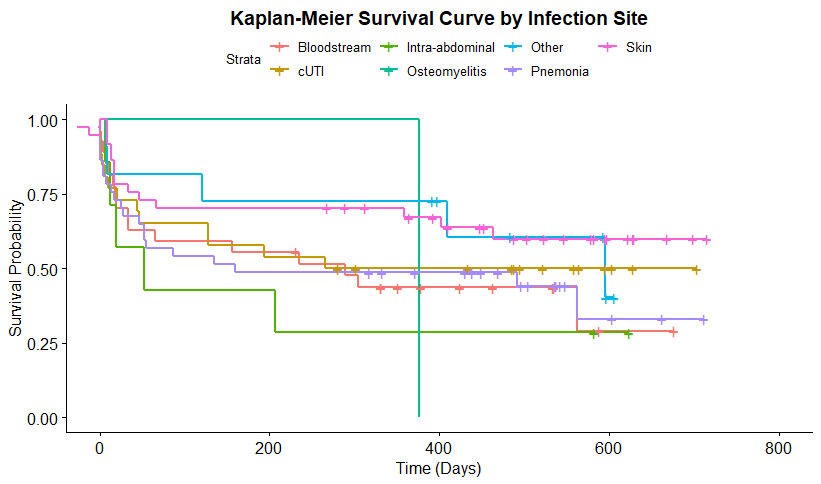 Kaplan-Meier Survival Curve by Infection Site
Strata Bloodstream Intra-abdominal Other Skin
cUTI Osteomyelitis Pnemonia
1.00
0.75
0.50
0.25
0.00
Survival Probability
0 200 400 600 800
Time (Days)